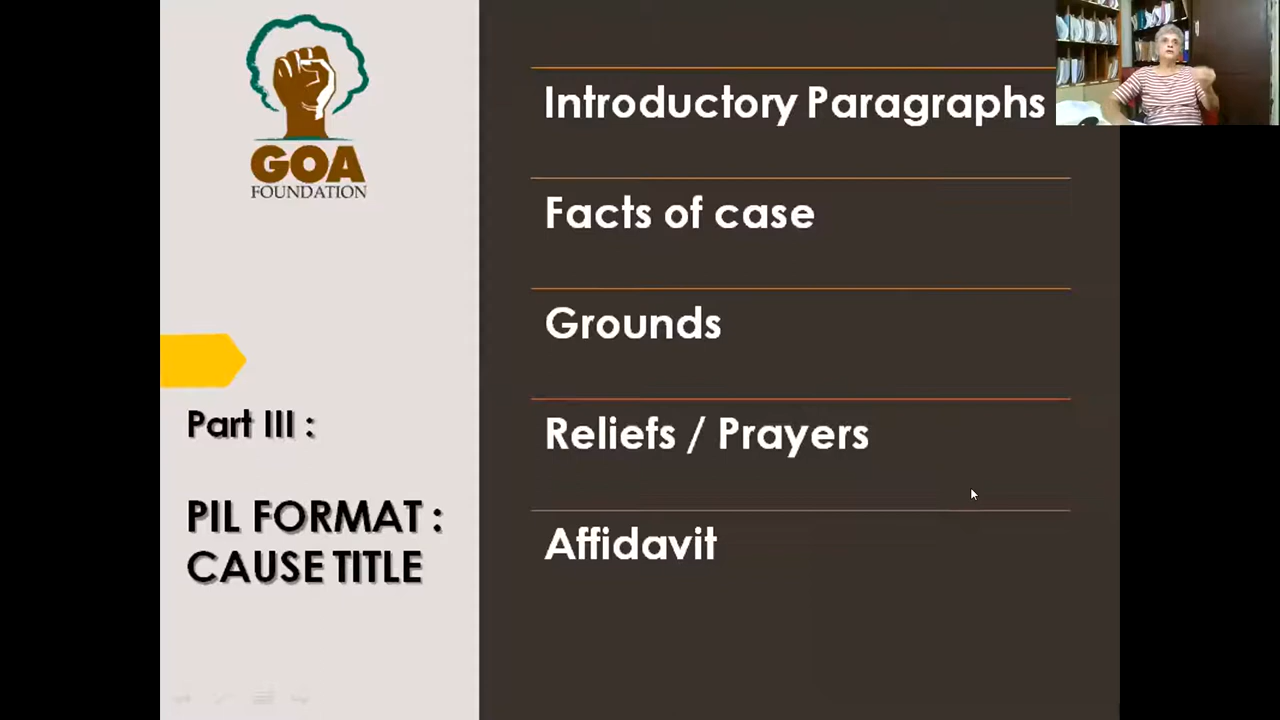 GOA
FOUNDATION
Part III :
PIL FORMAT :
CAUSE TITLE
Introductory Paragraphs
Facts of case
Grounds
Reliefs / Prayers
Affidavit